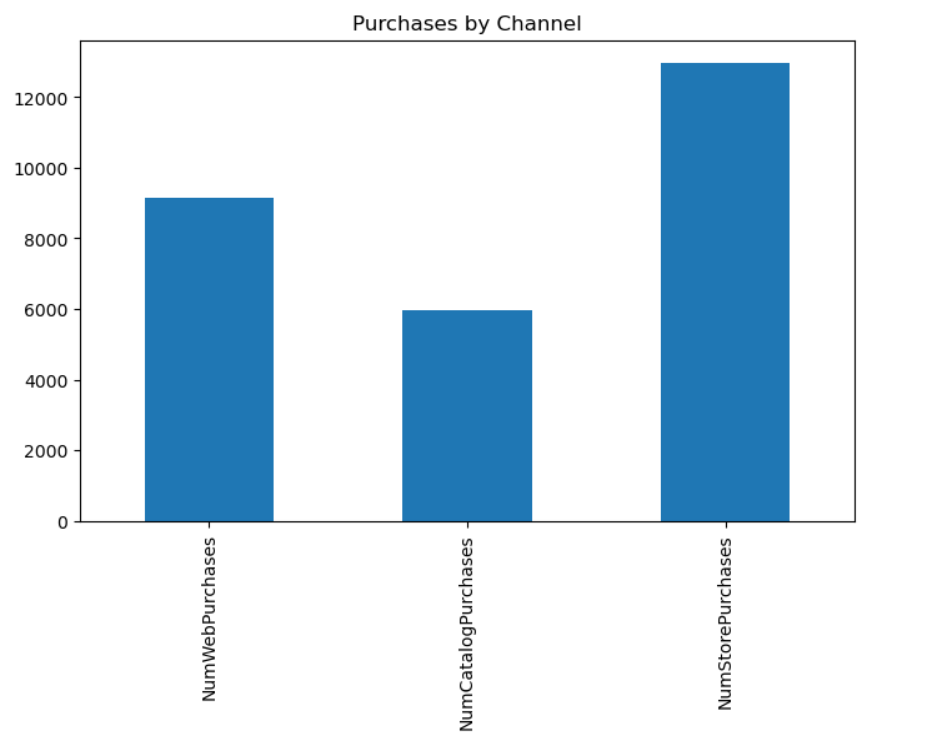 Purchases by Channel
12000
10000
8000
6000
4000
2000
0
NumWebPurchases
NumCatalogPurchases
NumStorePurchases